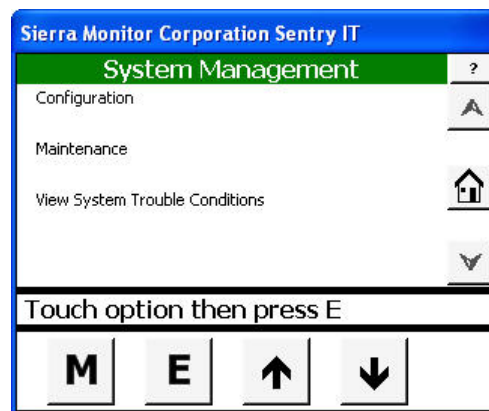 Sierra Monitor Corporation Sentry IT
System Management
?
Configuration
Maintenance
View System Trouble Conditions
Touch option then press E
M
E